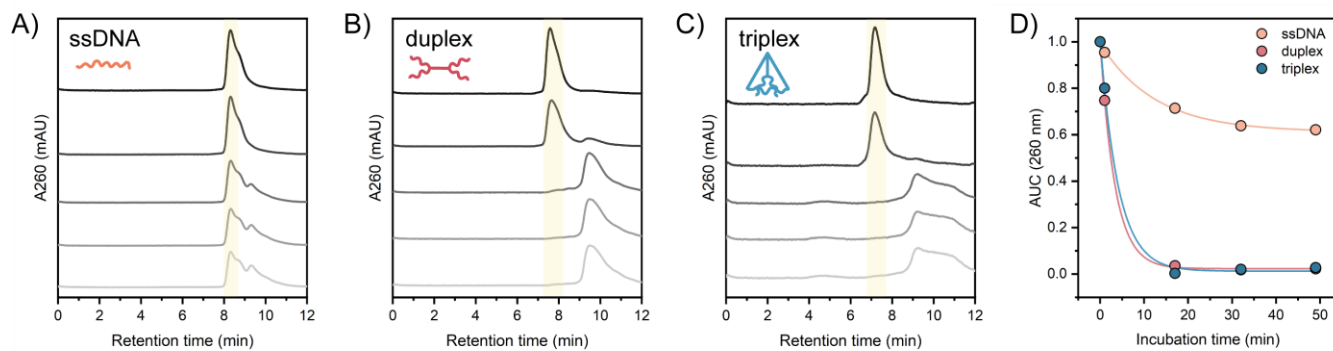 A)
ssDNA
A260 (mAU)
0 2 4 6 8 10 12
Retention time (min)
B)
duplex
A260 (mAU)
0 2 4 6 8 10 12
Retention time (min)
C)
triplex
A260 (mAU)
0 2 4 6 8 10 12
Retention time (min)
D)
ssDNA
duplex
triplex
AUC (260 nm)
1.0
0.8
0.6
0.4
0.2
0.0
0 10 20 30 40 50
Incubation time (min)